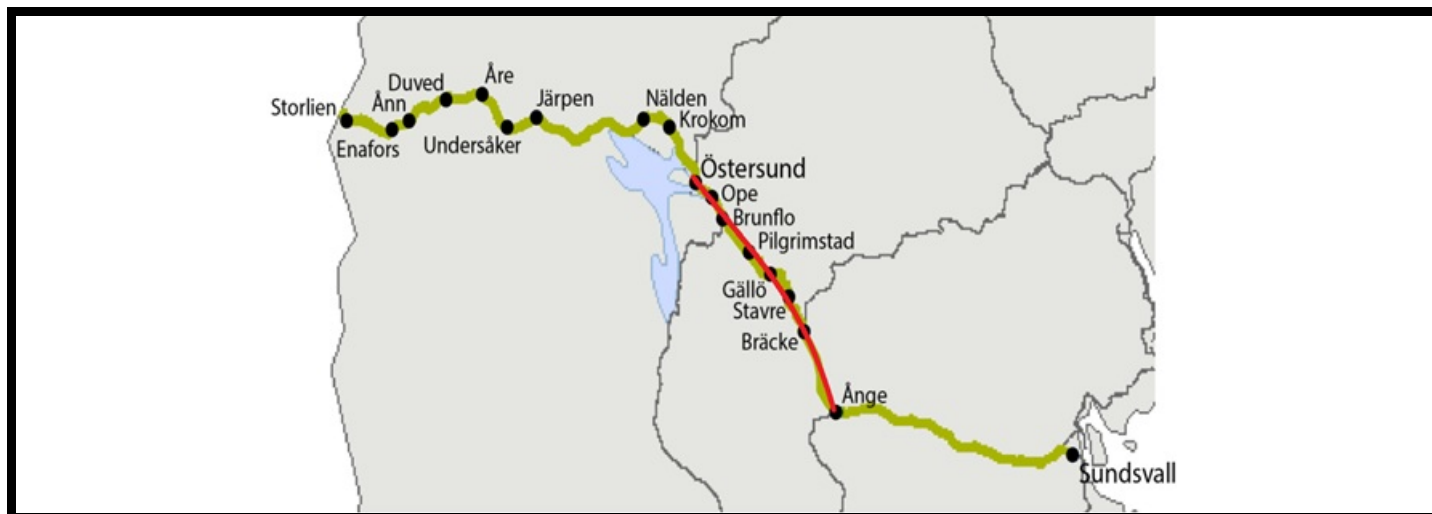 Åre
Duved
Järpen
Nälden
Ånn
Storlien
Krokom
Undersåker
Enafors
Östersund
Ope
Brunflo
Pilgrimstad
Gällö
Stavre
Bräcke
Ånge
Sundsvall